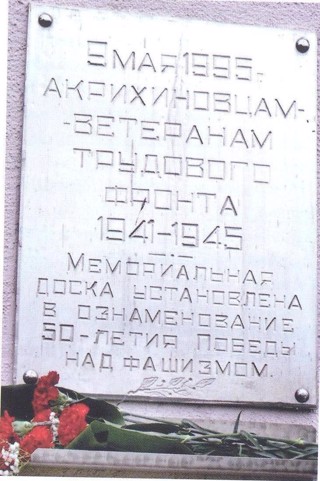 9 МАЯ 1995 г.
АКРИХИНОВЦАМ-
-ВЕТЕРАНАМ
ТРУДОВОГО
ФРОНТА
1941-1945
МЕМОРИАЛЬНАЯ
ДОСКА УСТАНОВЛЕНА
В ОЗНАМЕНОВАНИЕ
50-ЛЕТИЯ ПОБЕДЫ
НАД ФАШИЗМОМ.